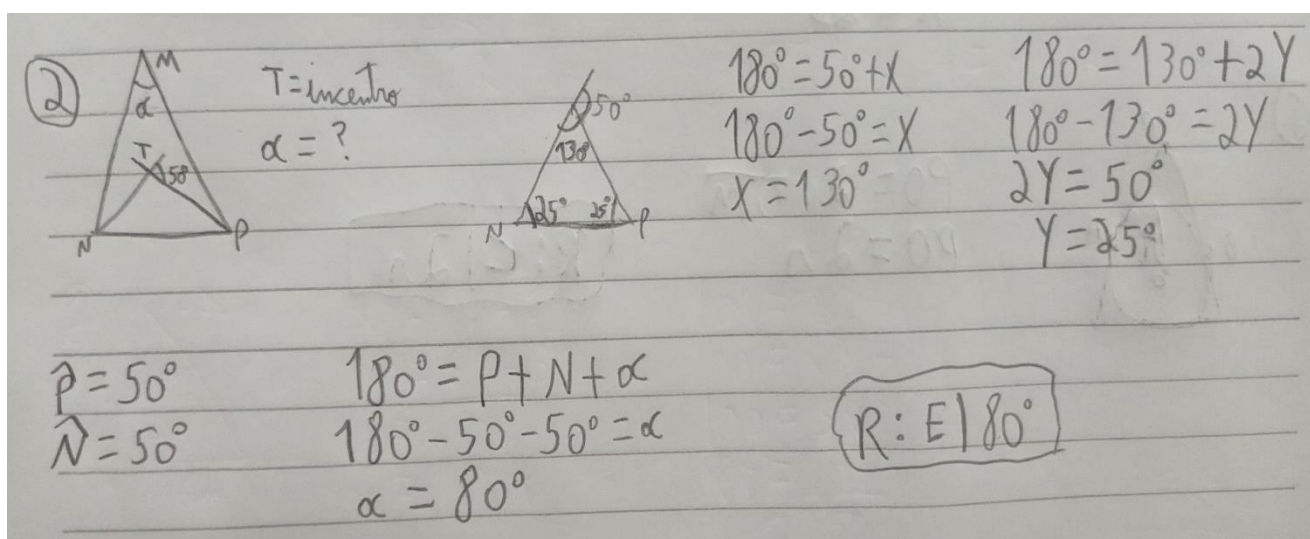 2
M
α
T
50
N
P
T=incentro
α = ?
50°
130°
25°
25°
N
P
180°=50°+X
180°-50°=X
X=130°
180°=130°+2Y
180°-130°=2Y
2Y=50°
Y=25°
P̂=50°
N̂=50°
180°=P+N+α
180°-50°-50°=α
α=80°
R: E|80°